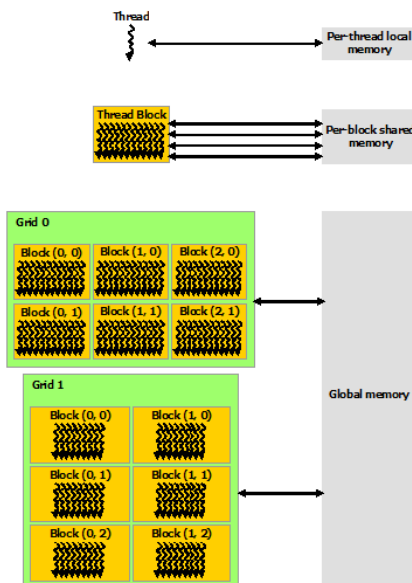 Thread
Per-thread local
memory
Thread Block
Per-block shared
memory
Grid 0
Block (0, 0) Block (1, 0) Block (2, 0)
Block (0, 1) Block (1, 1) Block (2, 1)
Grid 1
Block (0, 0) Block (1, 0)
Global memory
Block (0, 1) Block (1, 1)
Block (0, 2) Block (1, 2)